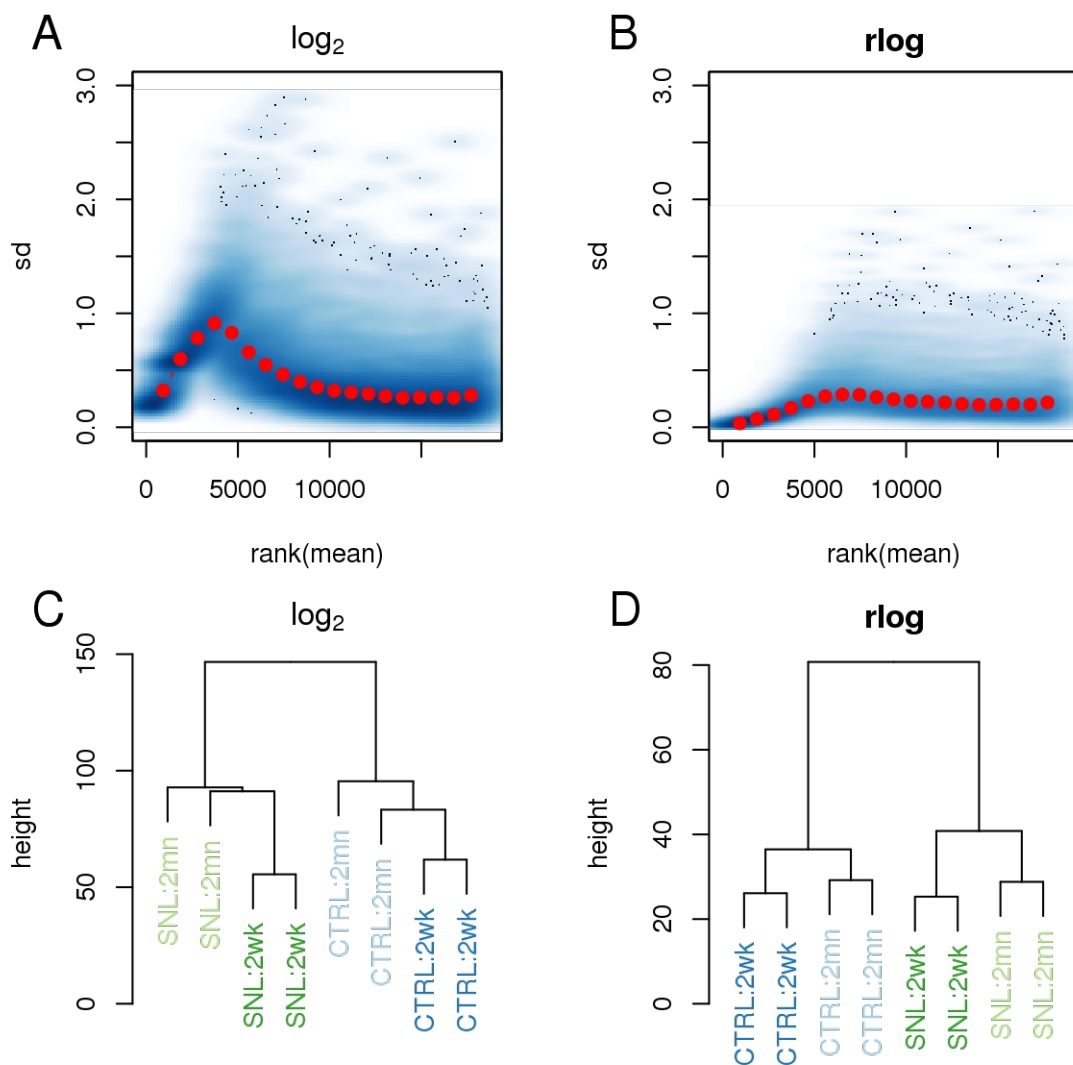 A
log2
3.0
2.0
1.0
0.0
sd
0
5000
10000
rank(mean)
B
rlog
3.0
2.0
1.0
0.0
sd
0
5000
10000
rank(mean)
C
log2
150
100
50
0
height
SNL:2mn
SNL:2mn
SNL:2wk
SNL:2wk
CTRL:2mn
CTRL:2mn
CTRL:2wk
CTRL:2wk
D
rlog
80
60
40
20
0
height
CTRL:2wk
CTRL:2wk
CTRL:2mn
CTRL:2mn
SNL:2wk
SNL:2wk
SNL:2mn
SNL:2mn